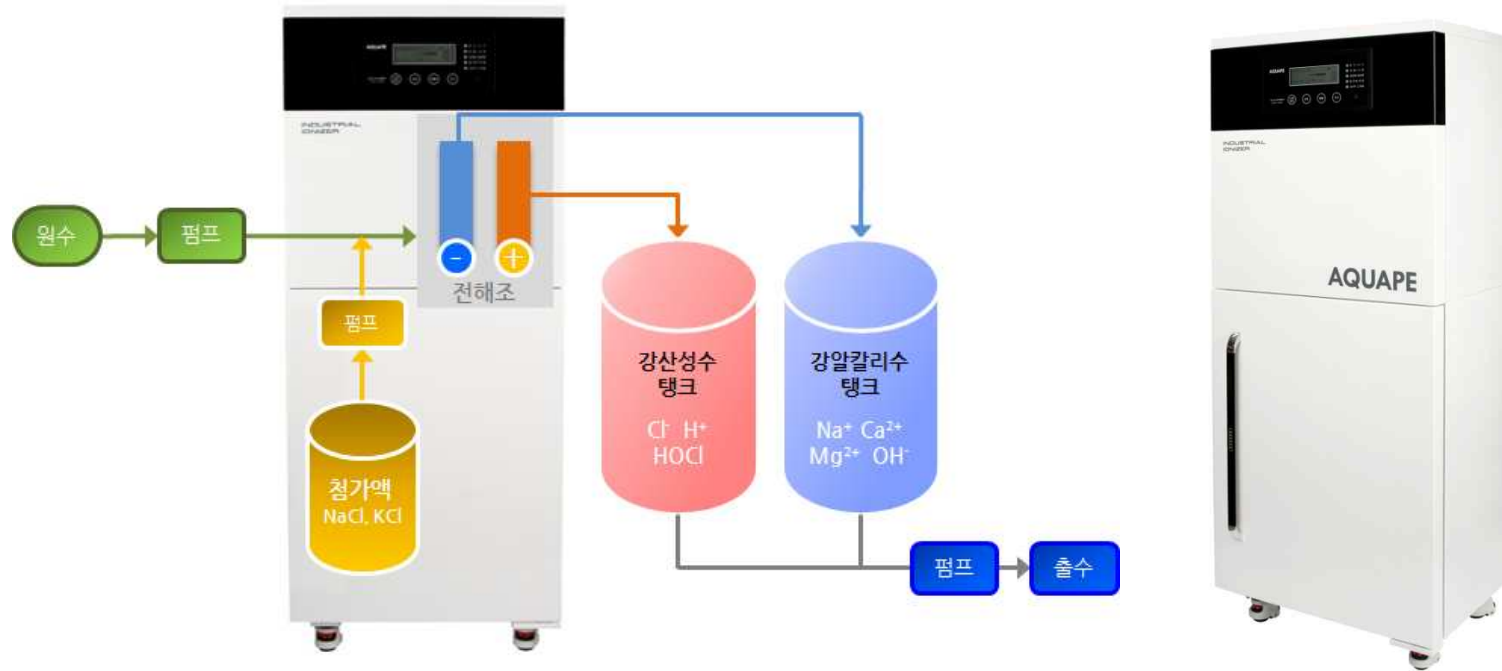 AQUAPE
INDUSTRIAL
IONIZER
원수
펌프
-
+
전해조
펌프
첨가액
NaCl, KCl
강산성수
탱크
Cl⁻ H⁺
HOCl
강알칼리수
탱크
Na⁺ Ca²⁺
Mg²⁺ OH⁻
펌프
출수
AQUAPE
INDUSTRIAL
IONIZER
AQUAPE